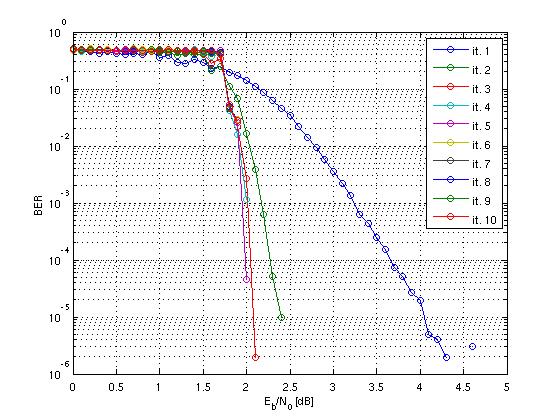 10^0
10^-1
10^-2
10^-3
10^-4
10^-5
10^-6
BER
0 0.5 1 1.5 2 2.5 3 3.5 4 4.5 5
E_b/N_0 [dB]
it. 1
it. 2
it. 3
it. 4
it. 5
it. 6
it. 7
it. 8
it. 9
it. 10